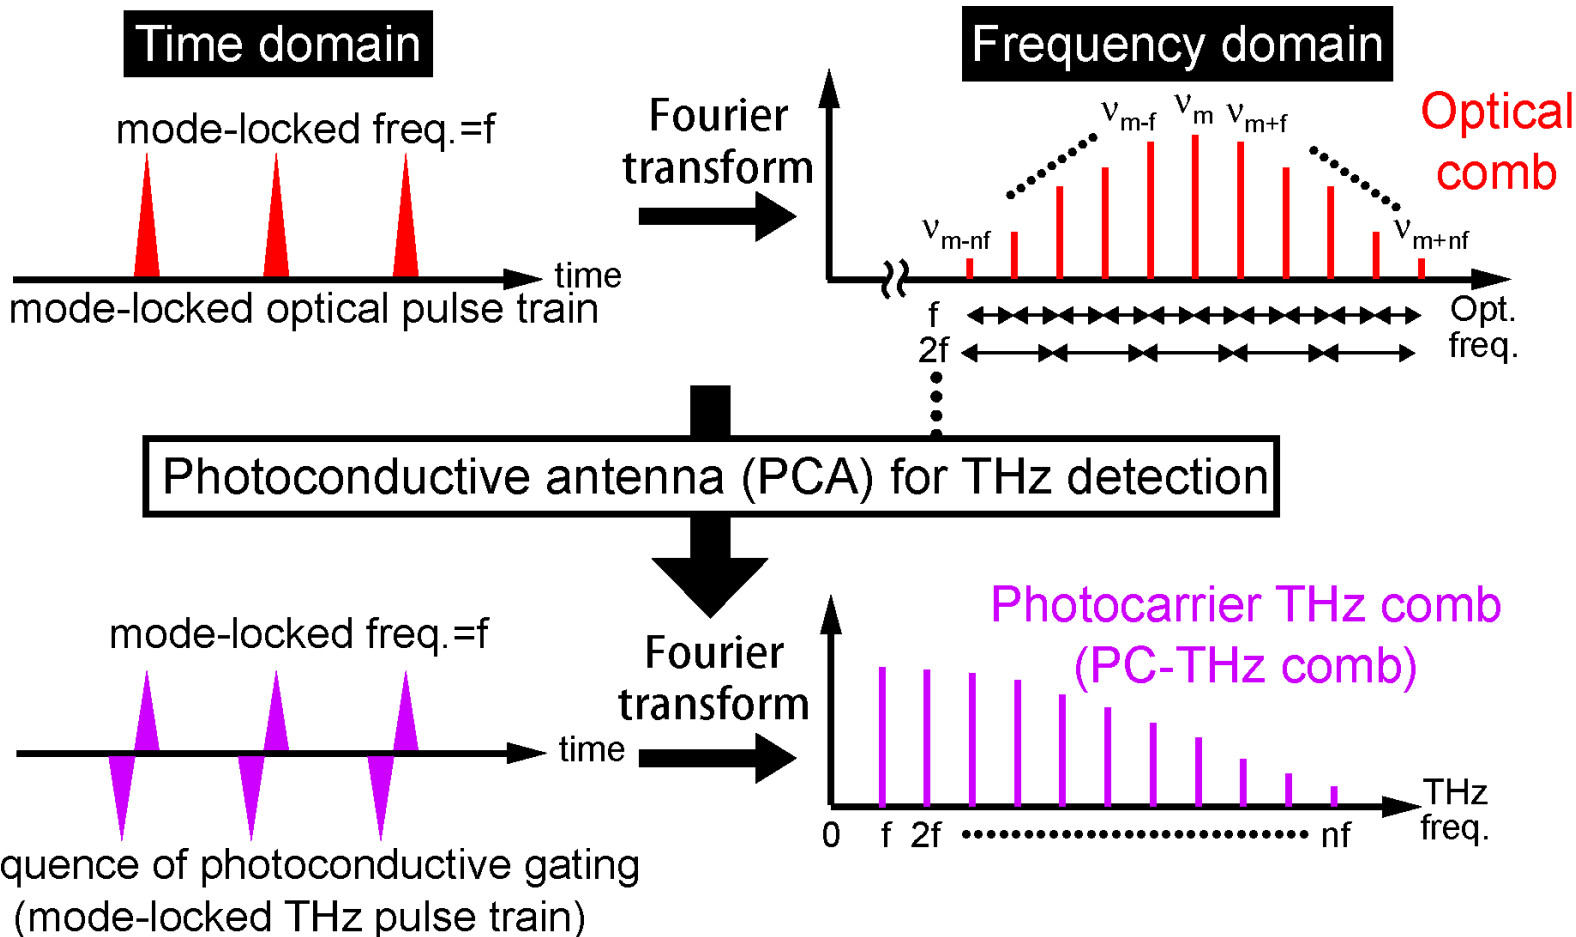 Time domain
Frequency domain
mode-locked freq.=f
Fourier
transform
νm-f νm νm+f
Optical
comb
νm-nf
νm+nf
time
mode-locked optical pulse train
f
2f
Opt.
freq.
Photoconductive antenna (PCA) for THz detection
mode-locked freq.=f
Fourier
transform
Photocarrier THz comb
(PC-THz comb)
time
THz
freq.
0 f 2f nf
quence of photoconductive gating
(mode-locked THz pulse train)